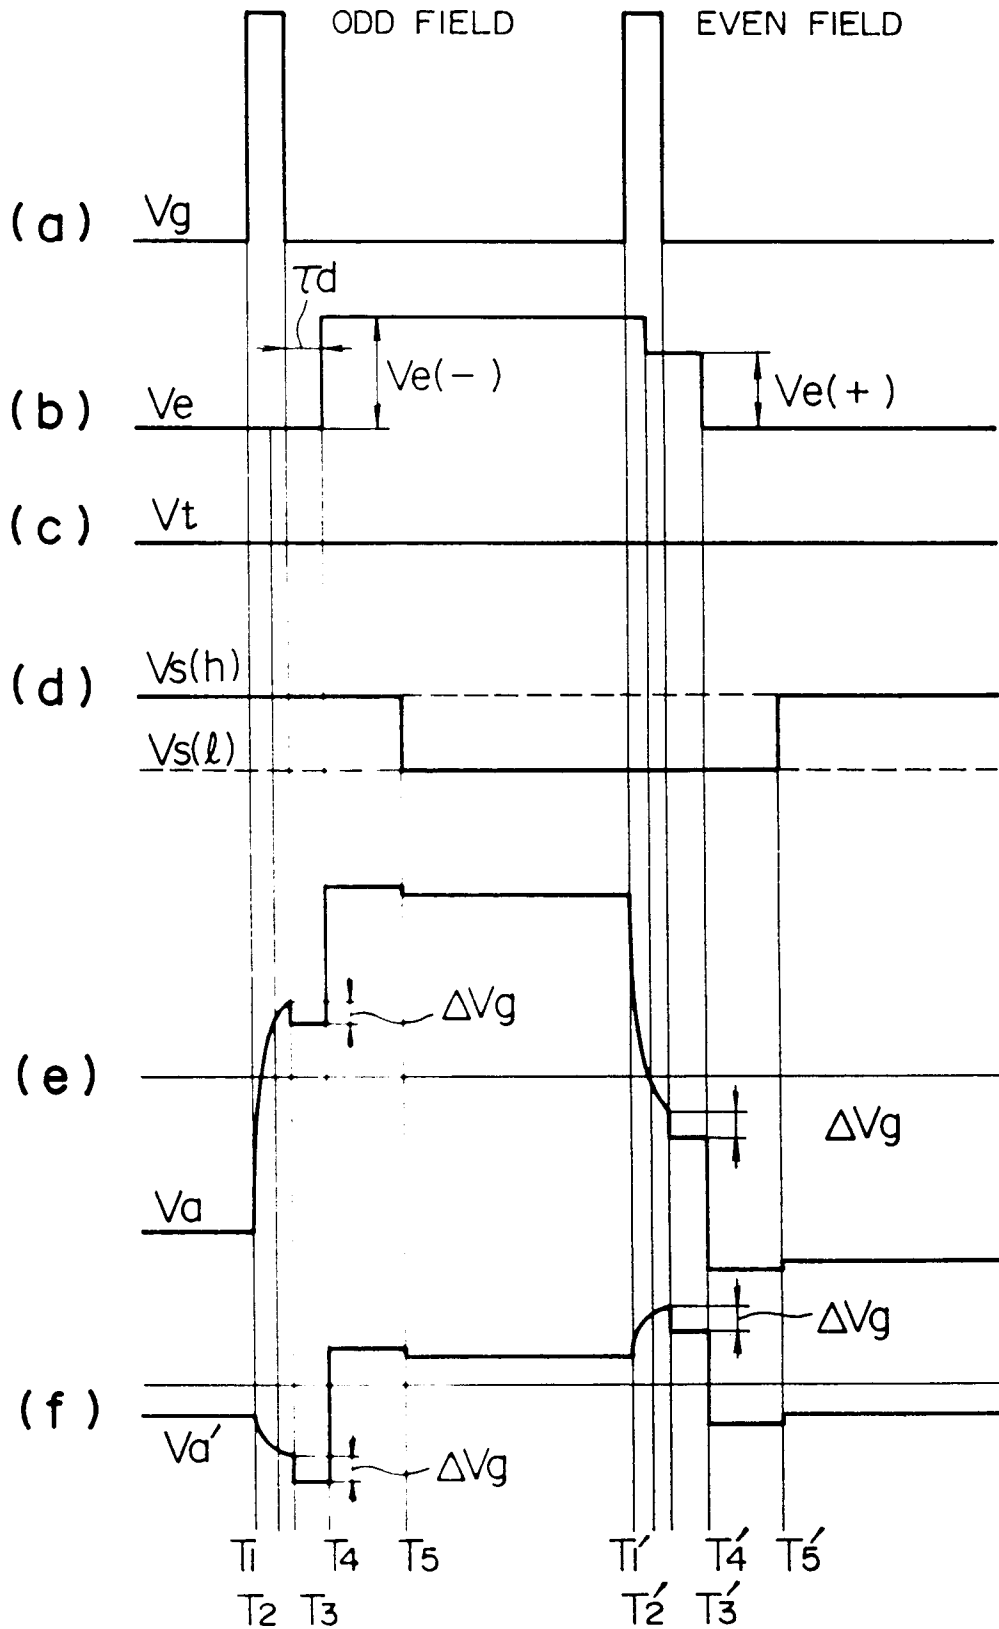 ODD FIELD EVEN FIELD
(a) Vg
τd
(b) Ve Ve(-) Ve(+)
(c) Vt
(d) Vs(h)
Vs(ℓ)
ΔVg
(e) ΔVg
Va
ΔVg
(f) Va′ ΔVg
T1 T4 T5 T1′ T4′ T5′
T2 T3 T2′ T3′